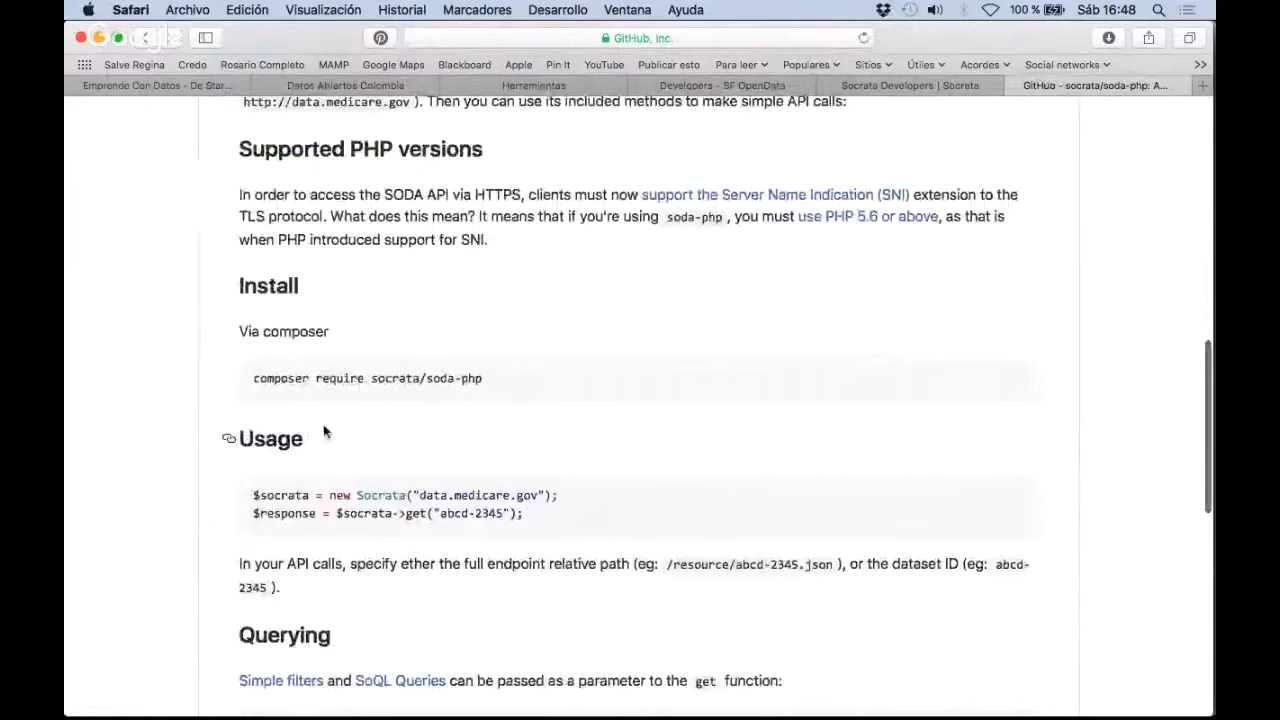 Safari Archivo Edición Visualización Historial Marcadores Desarrollo Ventana Ayuda 100 % Sáb 16:48
GitHub, Inc.
Salve Regina Credo Rosario Completo MAMP Google Maps Blackboard Apple Pin It YouTube Publicar esto Para leer Populares Sitios Útiles Acordes Social networks
Emprende Con Datos - De Star... Datos Abiertos Colombia Herramientas Developers - SF OpenData Socrata Developers | Socrata GitHub - socrata/soda-php: A...
http://data.medicare.gov ). Then you can use its included methods to make simple API calls:
Supported PHP versions
In order to access the SODA API via HTTPS, clients must now support the Server Name Indication (SNI) extension to the
TLS protocol. What does this mean? It means that if you're using soda-php , you must use PHP 5.6 or above, as that is
when PHP introduced support for SNI.
Install
Via composer
composer require socrata/soda-php
Usage
$socrata = new Socrata("data.medicare.gov");
$response = $socrata->get("abcd-2345");
In your API calls, specify ether the full endpoint relative path (eg: /resource/abcd-2345.json ), or the dataset ID (eg: abcd-
2345 ).
Querying
Simple filters and SoQL Queries can be passed as a parameter to the get function: